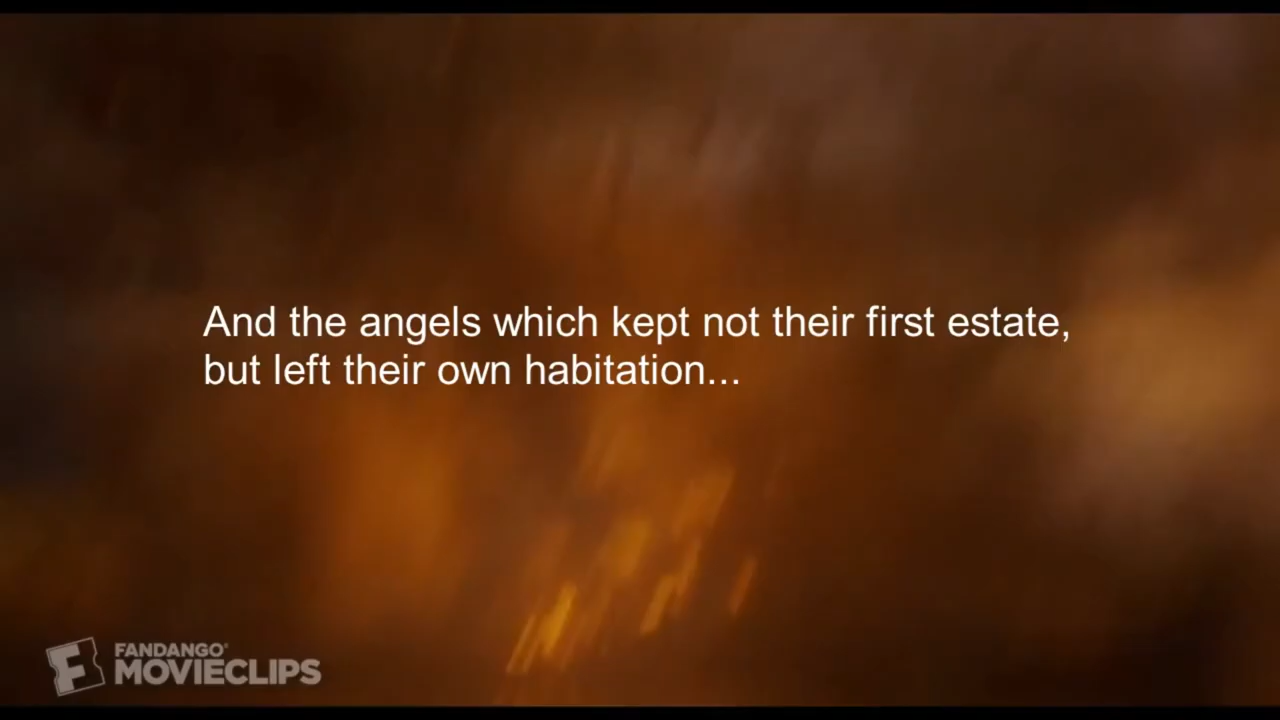 And the angels which kept not their first estate,
but left their own habitation...
FANDANGO
MOVIECLIPS